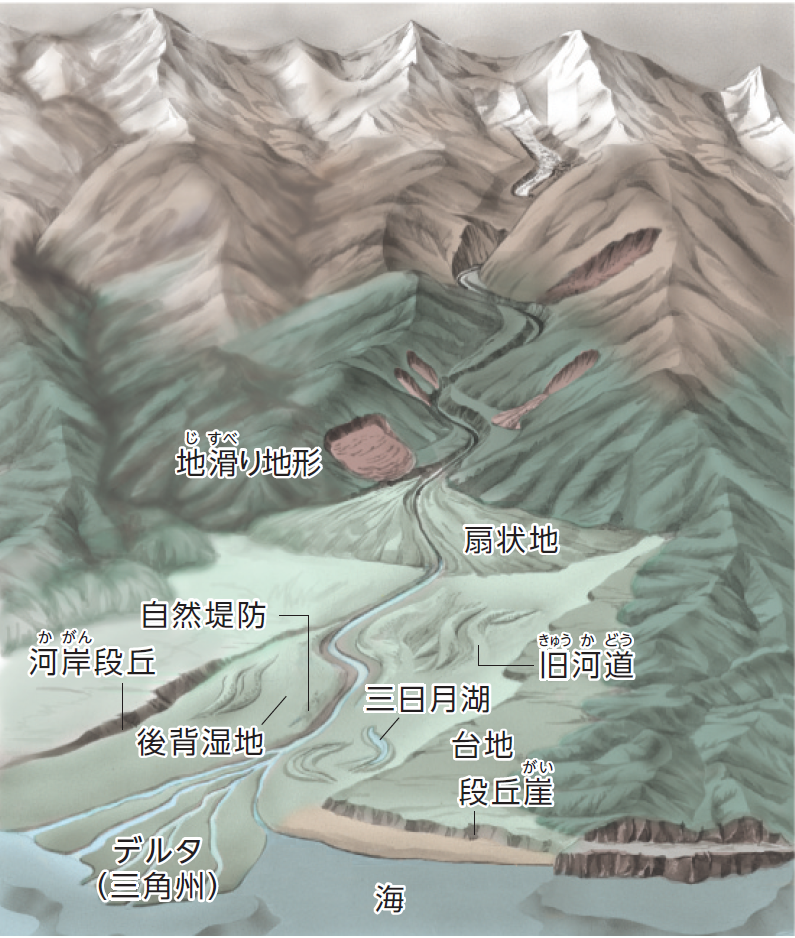 じすべ
地滑り地形
扇状地
自然堤防
かがん
河岸段丘
きゅうかどう
旧河道
三日月湖
後背湿地
台地
がい
段丘崖
デルタ
（三角州）
海